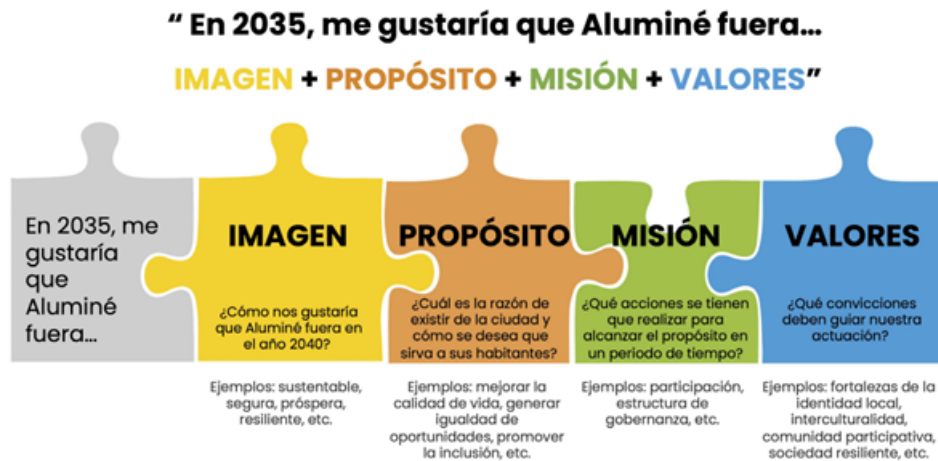 “ En 2035, me gustaría que Aluminé fuera...
IMAGEN + PROPÓSITO + MISIÓN + VALORES”
En 2035, me
gustaría
que
Aluminé
fuera...
IMAGEN
¿Cómo nos gustaría
que Aluminé fuera en
el año 2040?
Ejemplos: sustentable,
segura, próspera,
resiliente, etc.
PROPÓSITO
¿Cuál es la razón de
existir de la ciudad y
cómo se desea que
sirva a sus habitantes?
Ejemplos: mejorar la
calidad de vida, generar
igualdad de
oportunidades, promover
la inclusión, etc.
MISIÓN
¿Qué acciones se tienen
que realizar para
alcanzar el propósito en
un periodo de tiempo?
Ejemplos: participación,
estructura de
gobernanza, etc.
VALORES
¿Qué convicciones
deben guiar nuestra
actuación?
Ejemplos: fortalezas de la
identidad local,
interculturalidad,
comunidad participativa,
sociedad resiliente, etc.